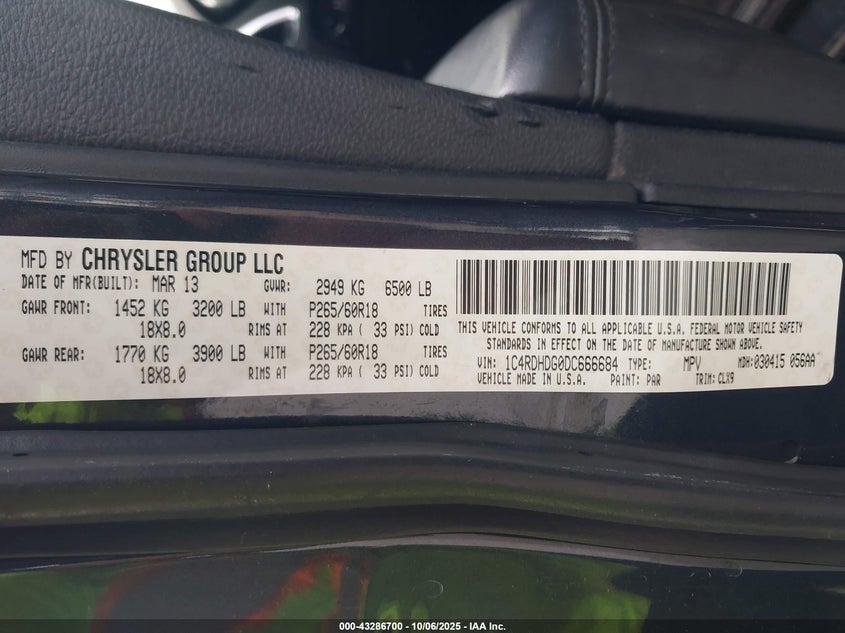 MFD BY CHRYSLER GROUP LLC
DATE OF MFR(BUILT): MAR 13 GVWR: 2949 KG 6500 LB
GAWR FRONT: 1452 KG 3200 LB WITH P265/60R18 TIRES
18X8.0 RIMS AT 228 KPA ( 33 PSI) COLD
GAWR REAR: 1770 KG 3900 LB WITH P265/60R18 TIRES
18X8.0 RIMS AT 228 KPA ( 33 PSI) COLD
THIS VEHICLE CONFORMS TO ALL APPLICABLE U.S.A. FEDERAL MOTOR VEHICLE SAFETY
STANDARDS IN EFFECT ON THE DATE OF MANUFACTURE SHOWN ABOVE.
VIN: 1C4RDHDG0DC666684 TYPE: MPV MDH:030415 056AA
VEHICLE MADE IN U.S.A. PAINT: PAR TRIM: CLX9
000-43286700 - 10/06/2025 - IAA Inc.